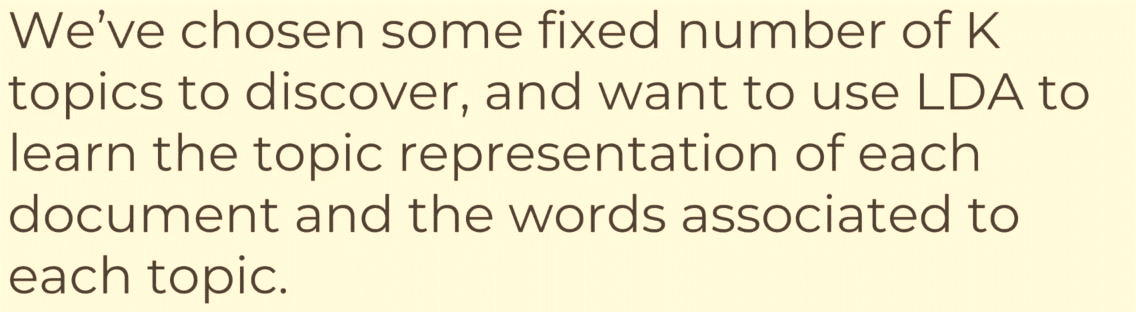 We’ve chosen some fixed number of K
topics to discover, and want to use LDA to
learn the topic representation of each
document and the words associated to
each topic.